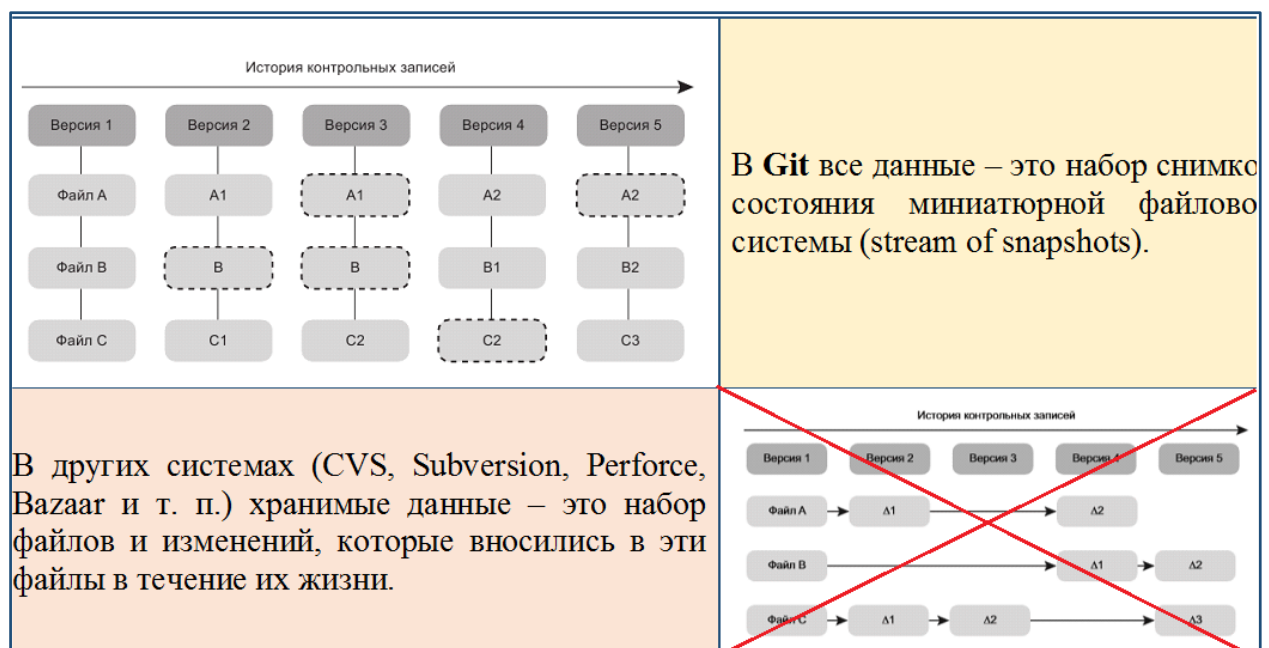 История контрольных записей
Версия 1 Версия 2 Версия 3 Версия 4 Версия 5
Файл A A1 A1 A2 A2
Файл B B B B1 B2
Файл C C1 C2 C2 C3
В Git все данные – это набор снимко
состояния миниатюрной файлово
системы (stream of snapshots).
В других системах (CVS, Subversion, Perforce,
Bazaar и т. п.) хранимые данные – это набор
файлов и изменений, которые вносились в эти
файлы в течение их жизни.
История контрольных записей
Версия 1 Версия 2 Версия 3 Версия 4 Версия 5
Файл A Δ1 Δ2
Файл B Δ1 Δ2
Файл C Δ1 Δ2 Δ3